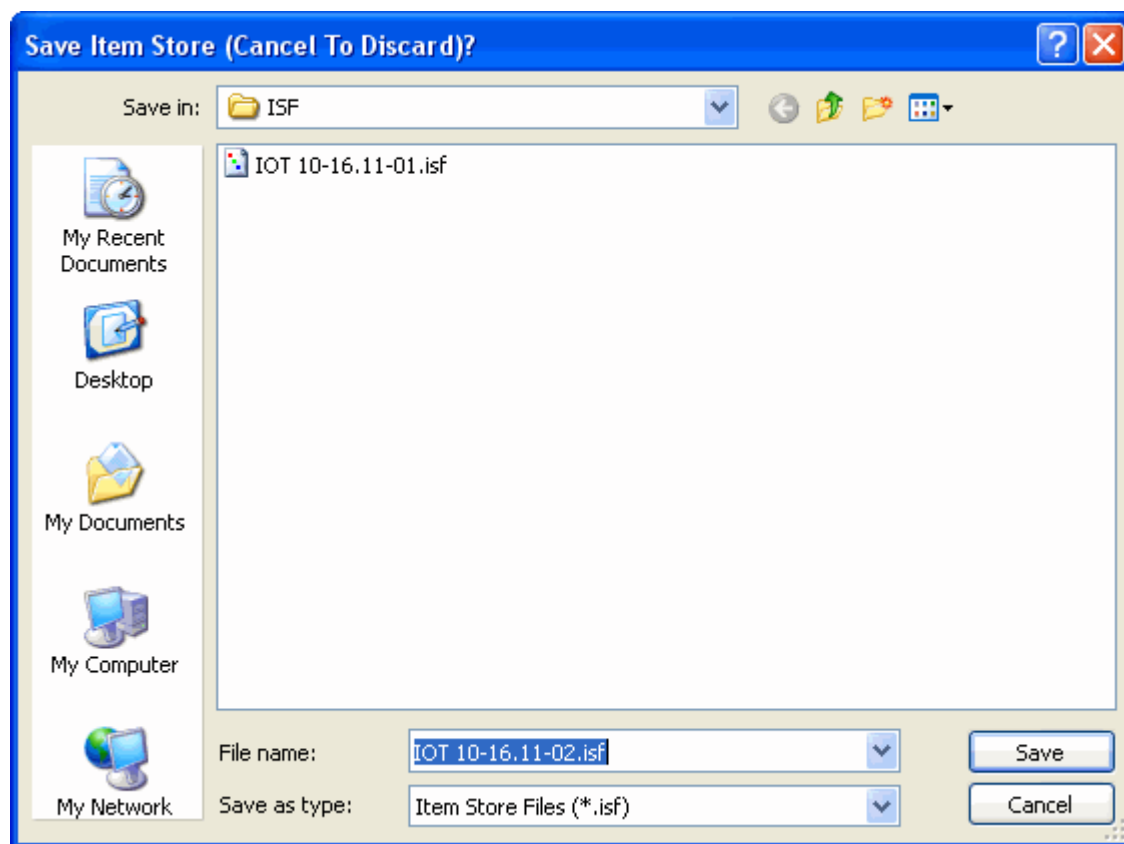 Save Item Store (Cancel To Discard)?
Save in: ISF
IOT 10-16.11-01.isf
My Recent
Documents
Desktop
My Documents
My Computer
My Network
File name: IOT 10-16.11-02.isf
Save
Save as type: Item Store Files (*.isf)
Cancel